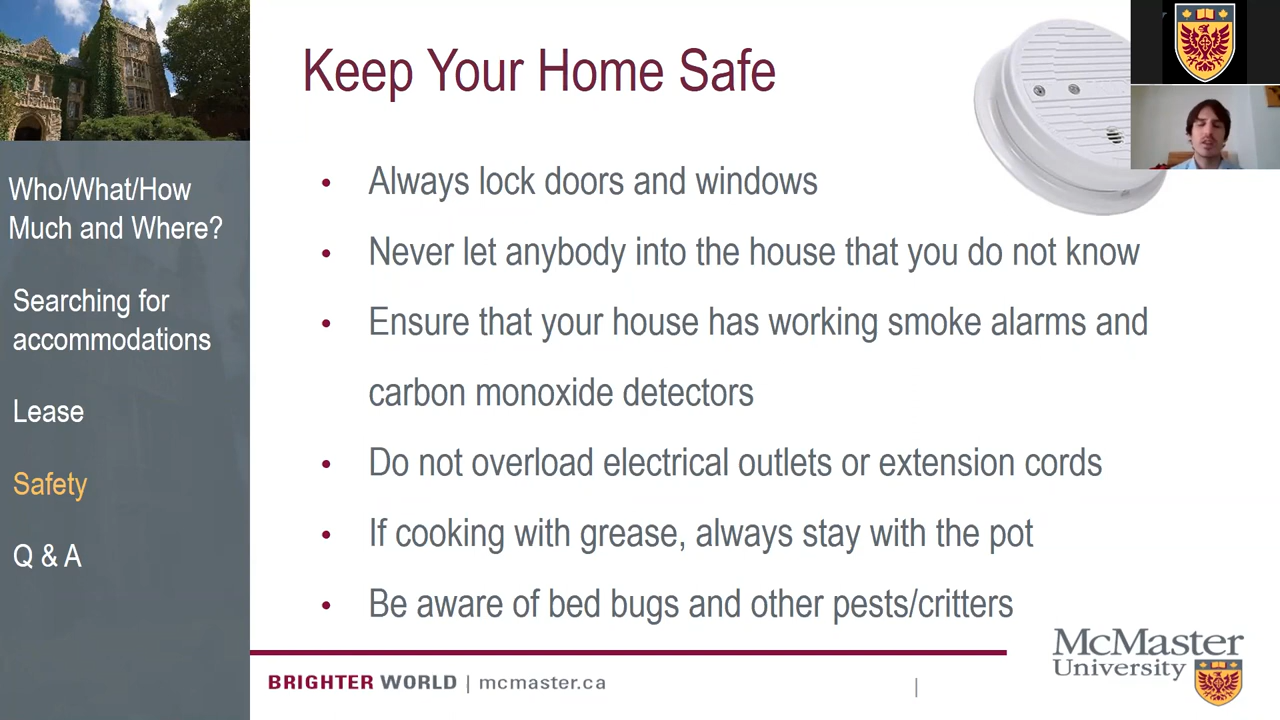 Keep Your Home Safe
Who/What/How
Much and Where?
Searching for
accommodations
Lease
Safety
Q & A
• Always lock doors and windows
• Never let anybody into the house that you do not know
• Ensure that your house has working smoke alarms and
carbon monoxide detectors
• Do not overload electrical outlets or extension cords
• If cooking with grease, always stay with the pot
• Be aware of bed bugs and other pests/critters
BRIGHTER WORLD | mcmaster.ca
|
McMaster
University